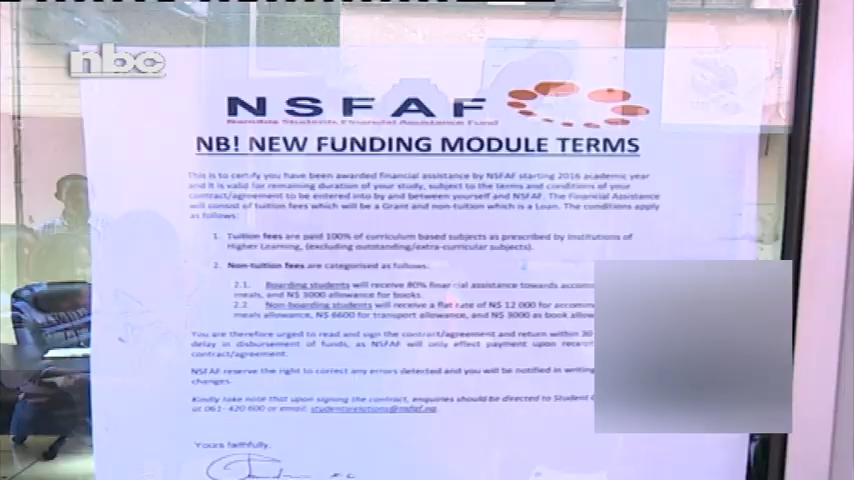 nbc
NSFAF
Namibia Students Financial Assistance Fund
NB! NEW FUNDING MODULE TERMS
This is to certify you have been awarded financial assistance by NSFAF starting 2016 academic year
and it is valid for remaining duration of your study, subject to the terms and conditions of your
contract/agreement to be entered into by and between yourself and NSFAF. The Financial Assistance
consist of tuition fees which will be a Grant and non-tuition which is a Loan. The conditions apply
as follows:
1. Tuition fees are paid 100% of curriculum based subjects as prescribed by Institutions of
Higher Learning, (excluding outstanding/extra-curricular subjects).
2. Non-tuition fees are categorised as follows:
2.1. Boarding students will receive 80% financial assistance towards
meals, and N$ 3000 allowance for books.
2.2. Non-boarding students will receive a flat rate of N$ 12 000 for
meals allowance, N$ 6600 for transport allowance, and N$ 3000 as book
You are therefore urged to read and sign the contract/agreement and return within 30
delay in disbursement of funds, as NSFAF will only effect payment upon
contract/agreement.
NSFAF reserve the right to correct any errors detected and you will be notified in writing
changes.
Kindly take note that upon signing the contract, enquiries should be directed to Student
at 061- 420 600 or email: studentrelations@nsfaf.na.
Yours faithfully,